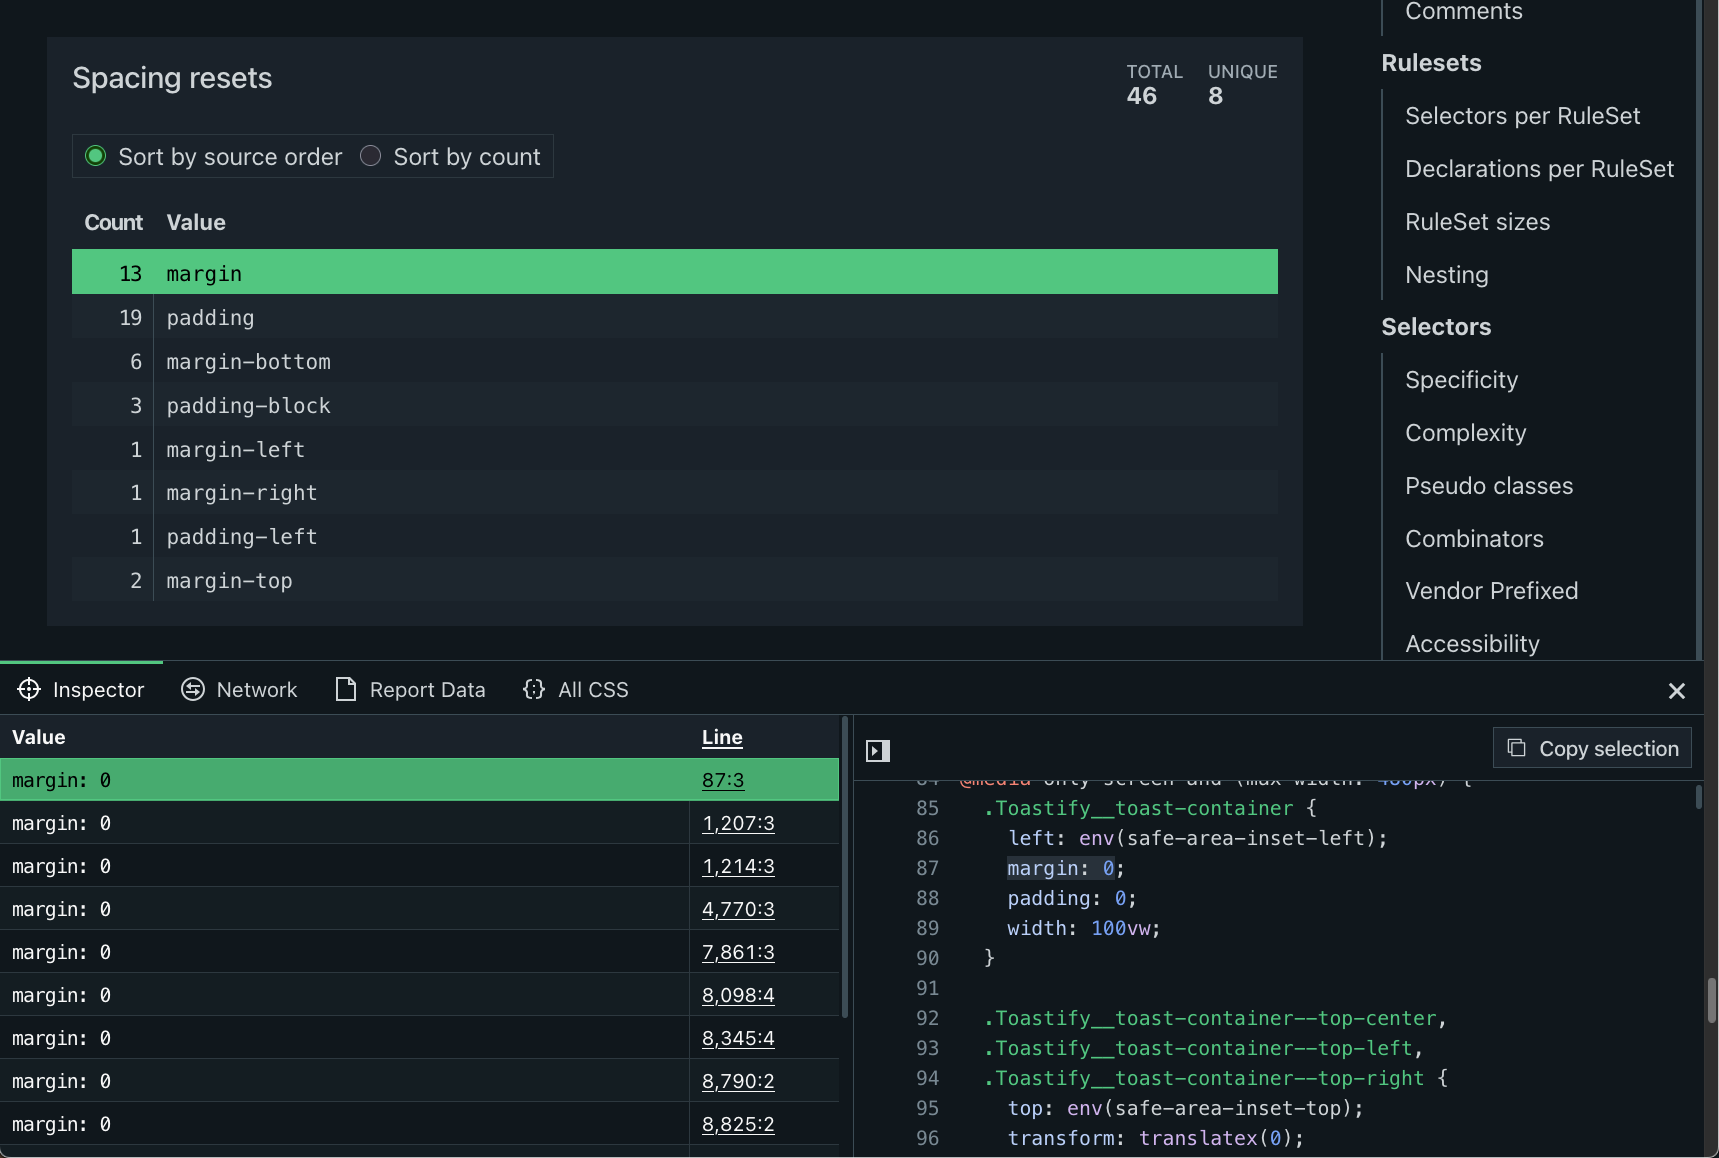 Comments
Spacing resets
TOTAL UNIQUE
46 8
Rulesets
Selectors per RuleSet
Declarations per RuleSet
RuleSet sizes
Nesting
Selectors
Specificity
Complexity
Pseudo classes
Combinators
Vendor Prefixed
Accessibility
Sort by source order Sort by count
Count Value
13 margin
19 padding
6 margin-bottom
3 padding-block
1 margin-left
1 margin-right
1 padding-left
2 margin-top
Inspector Network Report Data {} All CSS
Value Line
margin: 0 87:3
margin: 0 1,207:3
margin: 0 1,214:3
margin: 0 4,770:3
margin: 0 7,861:3
margin: 0 8,098:4
margin: 0 8,345:4
margin: 0 8,790:2
margin: 0 8,825:2
Copy selection
84 @media only screen and (max-width: 480px) {
85 .Toastify__toast-container {
86 left: env(safe-area-inset-left);
87 margin: 0;
88 padding: 0;
89 width: 100vw;
90 }
91
92 .Toastify__toast-container--top-center,
93 .Toastify__toast-container--top-left,
94 .Toastify__toast-container--top-right {
95 top: env(safe-area-inset-top);
96 transform: translatex(0);